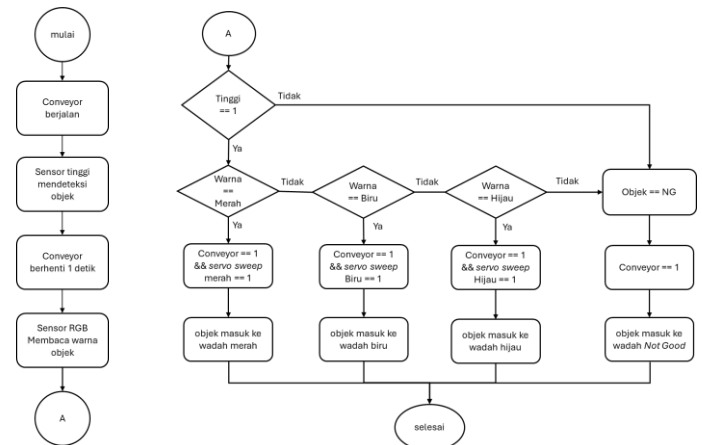 mulai
Conveyor
berjalan
Sensor tinggi
mendeteksi
objek
Conveyor
berhenti 1 detik
Sensor RGB
Membaca warna
objek
A
A
Tinggi
== 1
Tidak
Ya
Warna
==
Merah
Tidak
Warna
== Biru
Tidak
Warna
== Hijau
Tidak
Objek == NG
Ya
Ya
Ya
Conveyor == 1
&& servo sweep
merah == 1
Conveyor == 1
&& servo sweep
Biru == 1
Conveyor == 1
&& servo sweep
Hijau == 1
Conveyor == 1
objek masuk ke
wadah merah
objek masuk ke
wadah biru
objek masuk ke
wadah hijau
objek masuk ke
wadah Not Good
selesai